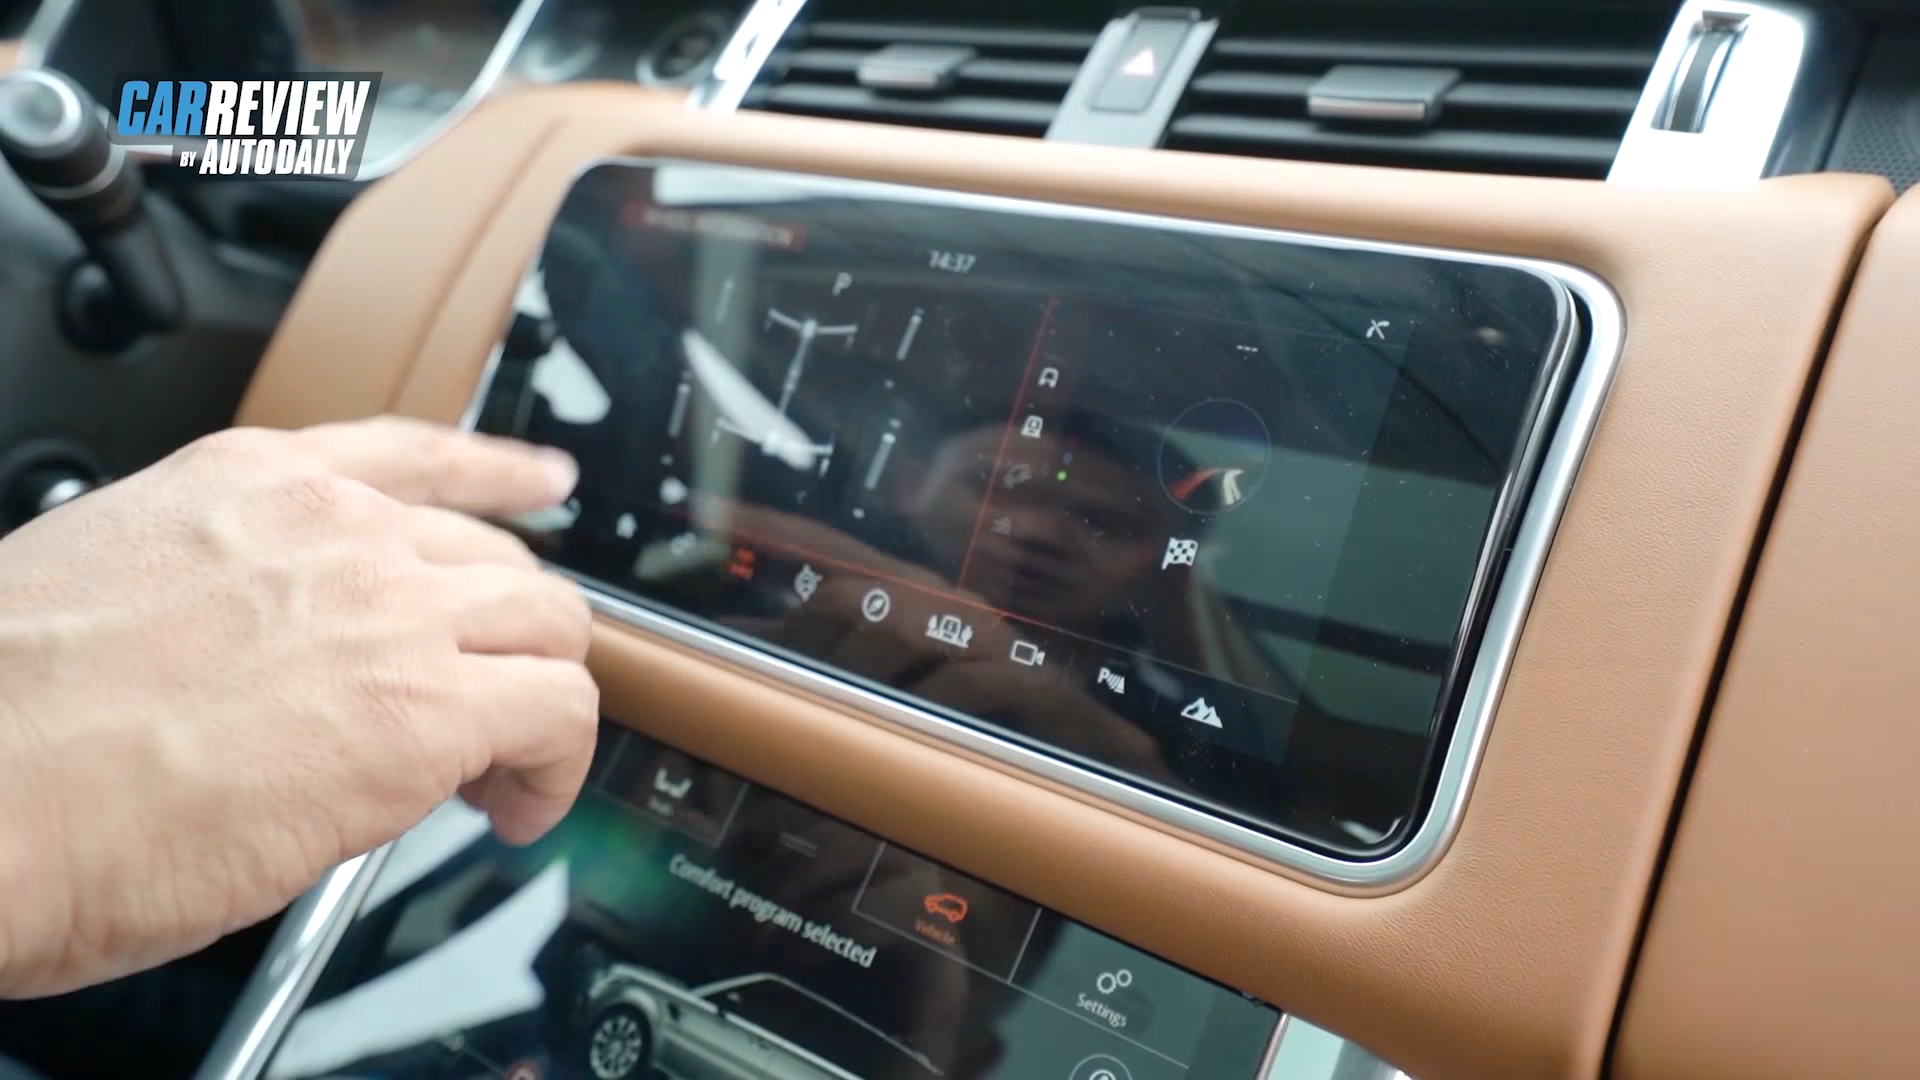 CARREVIEW
BY AUTODAILY
14:37
P
---
P
Comfort program selected
Vehicle
Settings